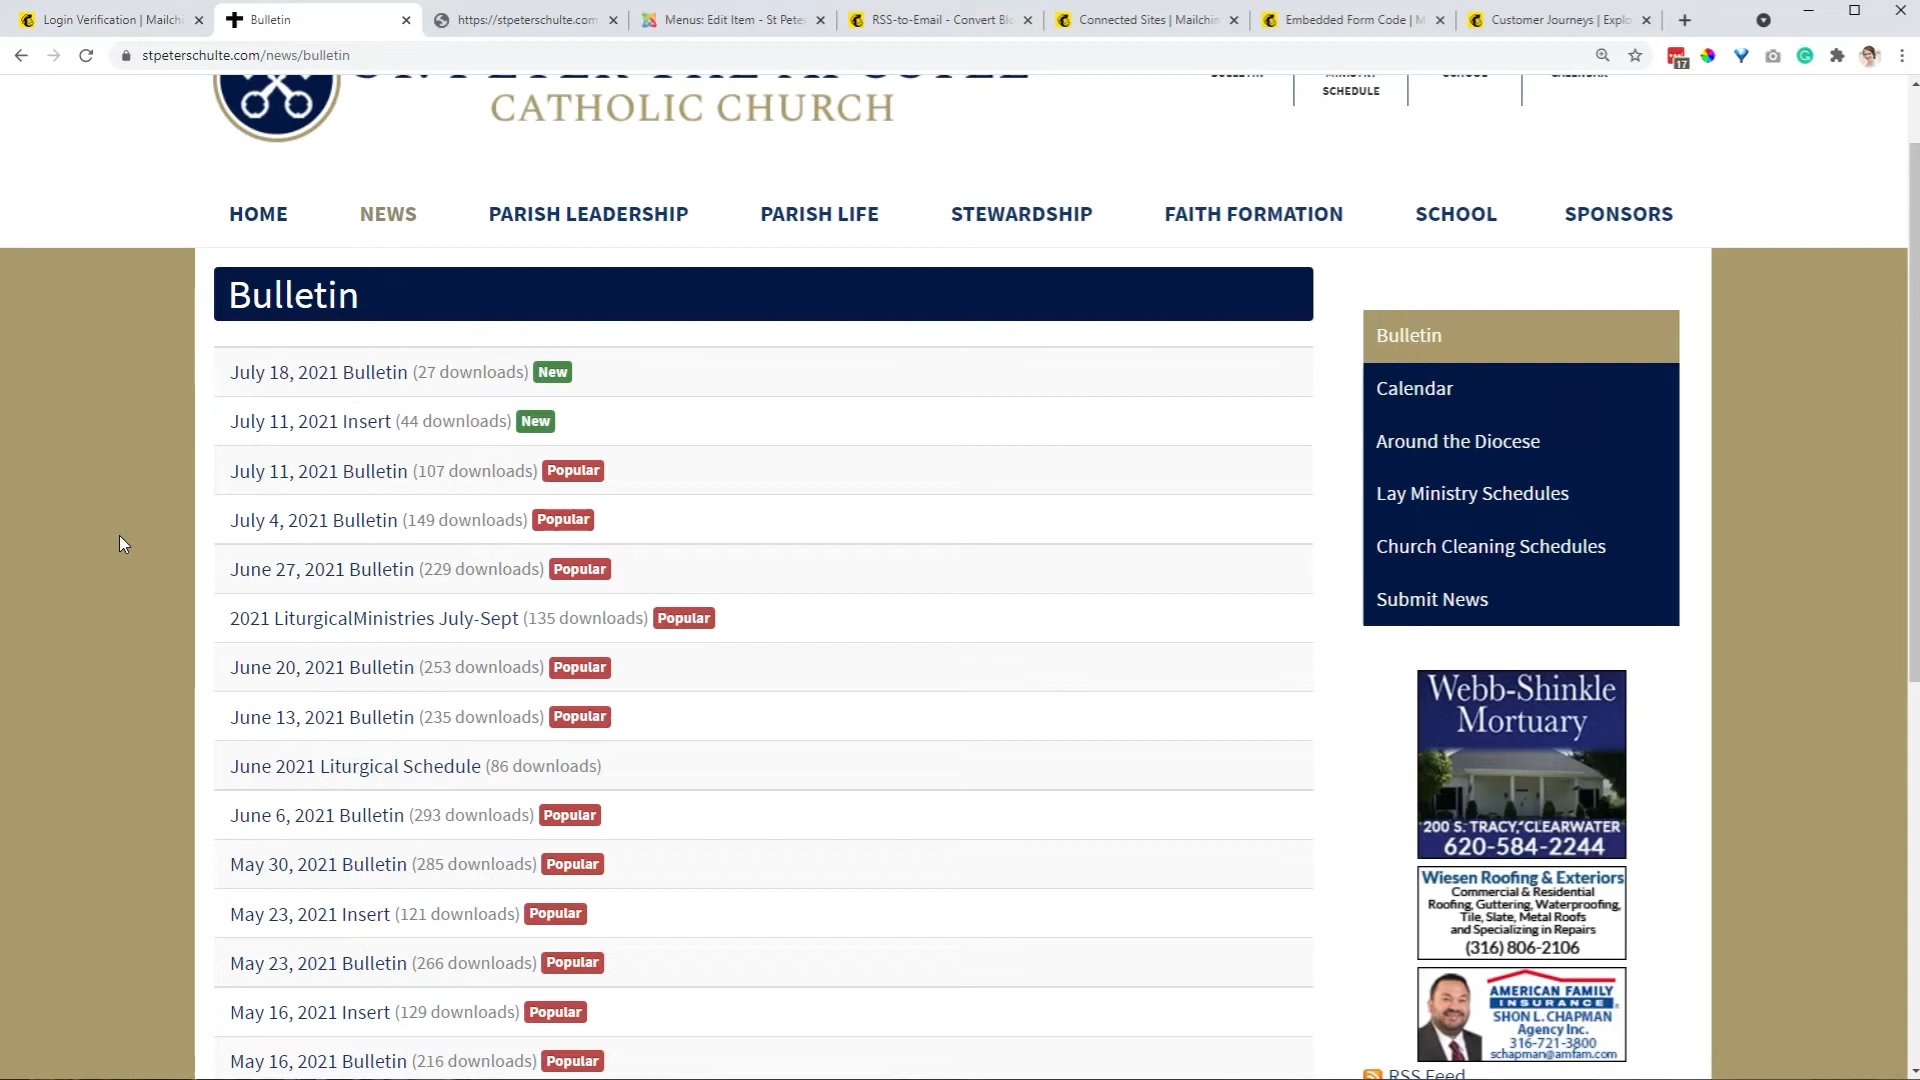 Login Verification | Mailchi
Bulletin
https://stpeterschulte.com
Menus: Edit Item - St Pete
RSS-to-Email - Convert Bl
Connected Sites | Mailchim
Embedded Form Code | M
Customer Journeys | Explo
stpeterschulte.com/news/bulletin
17
SCHEDULE
CATHOLIC CHURCH
HOME
NEWS
PARISH LEADERSHIP
PARISH LIFE
STEWARDSHIP
FAITH FORMATION
SCHOOL
SPONSORS
Bulletin
July 18, 2021 Bulletin (27 downloads) New
July 11, 2021 Insert (44 downloads) New
July 11, 2021 Bulletin (107 downloads) Popular
July 4, 2021 Bulletin (149 downloads) Popular
June 27, 2021 Bulletin (229 downloads) Popular
2021 LiturgicalMinistries July-Sept (135 downloads) Popular
June 20, 2021 Bulletin (253 downloads) Popular
June 13, 2021 Bulletin (235 downloads) Popular
June 2021 Liturgical Schedule (86 downloads)
June 6, 2021 Bulletin (293 downloads) Popular
May 30, 2021 Bulletin (285 downloads) Popular
May 23, 2021 Insert (121 downloads) Popular
May 23, 2021 Bulletin (266 downloads) Popular
May 16, 2021 Insert (129 downloads) Popular
May 16, 2021 Bulletin (216 downloads) Popular
Bulletin
Calendar
Around the Diocese
Lay Ministry Schedules
Church Cleaning Schedules
Submit News
Webb-Shinkle
Mortuary
200 S. TRACY, CLEARWATER
620-584-2244
Wiesen Roofing & Exteriors
Commercial & Residential
Roofing, Guttering, Waterproofing,
Tile, Slate, Metal Roofs
and Specializing in Repairs
(316) 806-2106
AMERICAN FAMILY
INSURANCE
SHON L. CHAPMAN
Agency Inc.
316-721-3800
schapman@amfam.com
RSS Feed